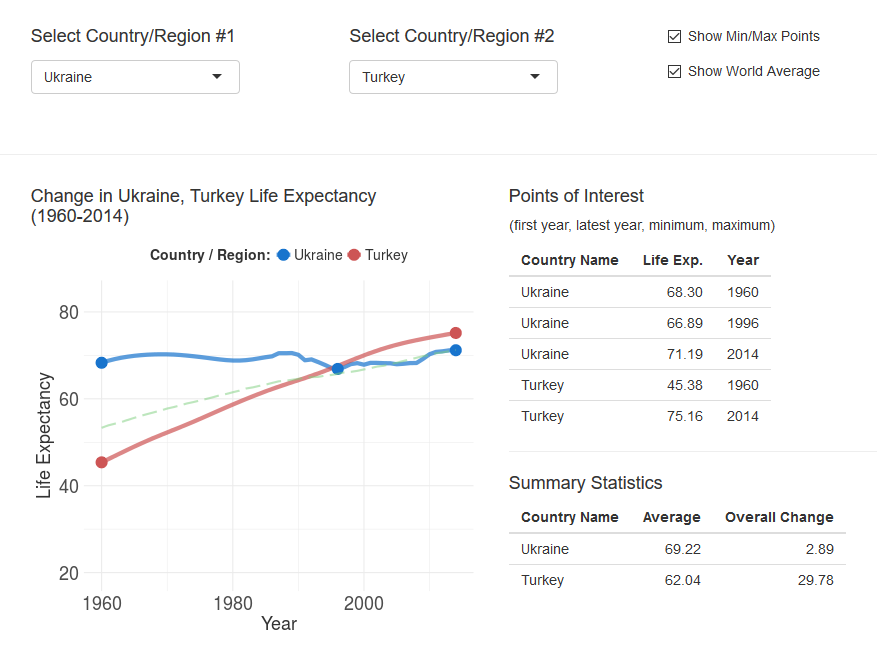 Select Country/Region #1
Select Country/Region #2
Show Min/Max Points
Ukraine
Turkey
Show World Average
Change in Ukraine, Turkey Life Expectancy
(1960-2014)
Country / Region:
Ukraine
Turkey
80
60
40
20
Life Expectancy
1960
1980
2000
Year
Points of Interest
(first year, latest year, minimum, maximum)
Country Name Life Exp. Year
Ukraine 68.30 1960
Ukraine 66.89 1996
Ukraine 71.19 2014
Turkey 45.38 1960
Turkey 75.16 2014
Summary Statistics
Country Name Average Overall Change
Ukraine 69.22 2.89
Turkey 62.04 29.78